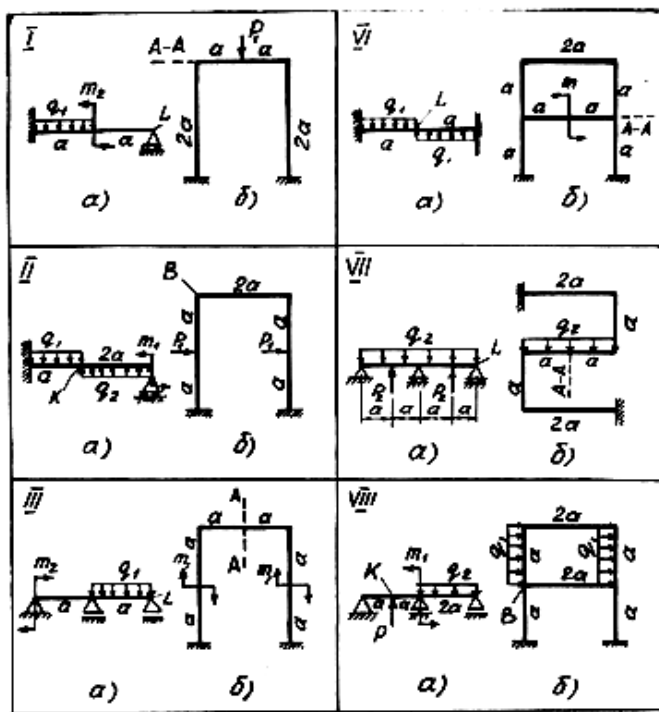 I
A-A
P₁
a a
2a
2a
m₂
q₁
L
a a
а) б)
VI
2a
a a
m
a a
A-A
a a
q₁
L
a
a
q₁
а) б)
II
B
2a
a a
P₁ P₁
a a
q₁
2a
m₁
a
K
q₂
а) б)
VII
2a
a
q₂
a a
A-A
a
2a
q₂
L
P₂ P₂
a a a a
а) б)
III
A
a a
a a
A
m₁
a a
m₂
q₁
a a
L
а) б)
VIII
2a
q₁ a q₁ a
2a
B
a a
m₁
K
q₂
a a
2a
P
а) б)